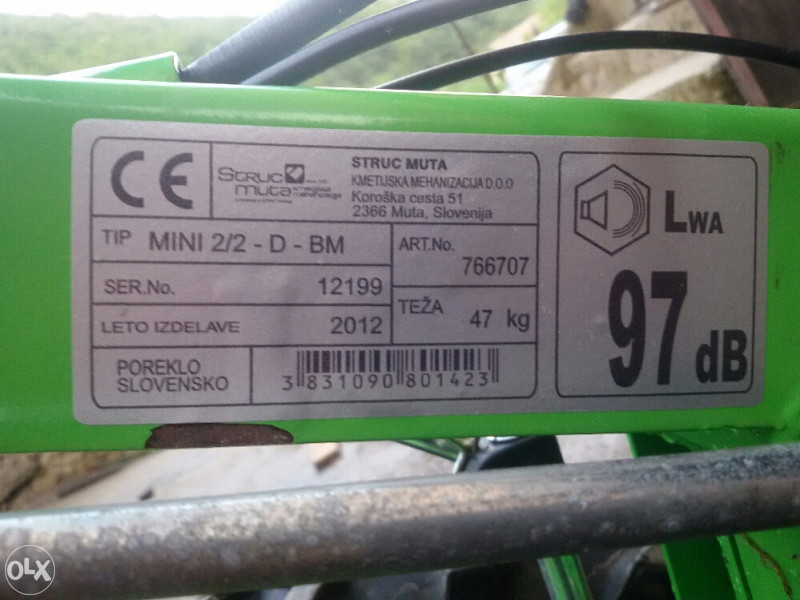 CE
STRUC
muta
kmetijska
mehanizacija
STRUC MUTA
KMETIJSKA MEHANIZACIJA D.O.O
Koroška cesta 51
2366 Muta, Slovenija
TIP MINI 2/2 - D - BM
ART.No.
766707
SER.No. 12199
LETO IZDELAVE 2012
TEŽA
47 kg
POREKLO
SLOVENSKO
3 831090 801423
LWA
97 dB
OLX